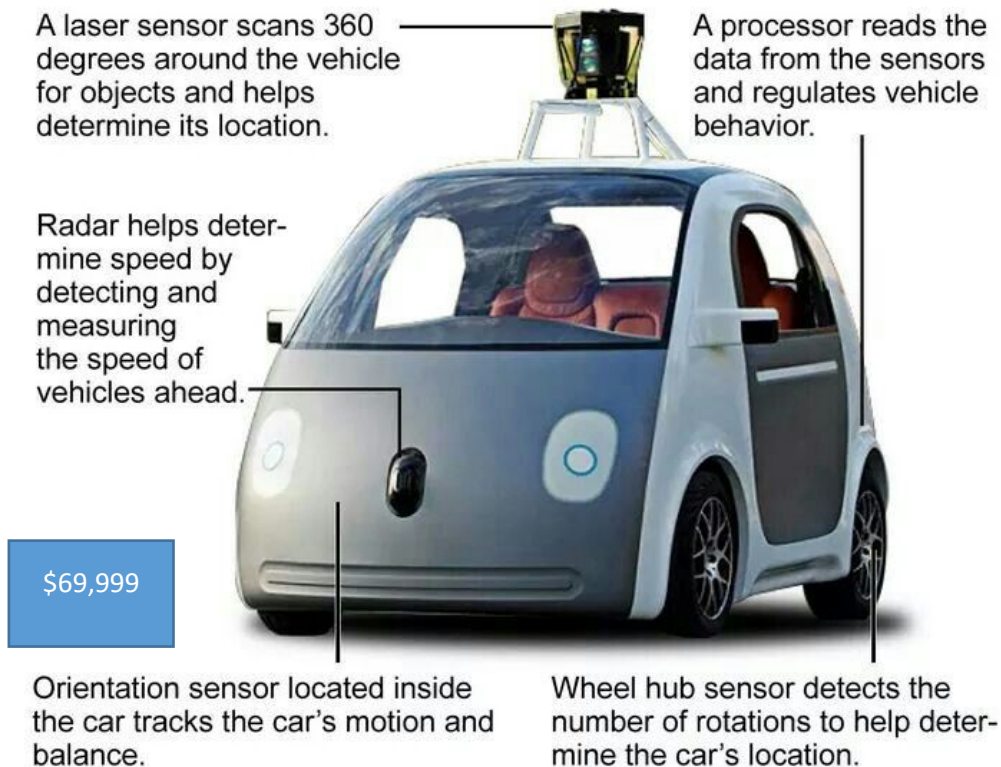 A laser sensor scans 360
degrees around the vehicle
for objects and helps
determine its location.
A processor reads the
data from the sensors
and regulates vehicle
behavior.
Radar helps deter-
mine speed by
detecting and
measuring
the speed of
vehicles ahead.
$69,999
Orientation sensor located inside
the car tracks the car’s motion and
balance.
Wheel hub sensor detects the
number of rotations to help deter-
mine the car’s location.